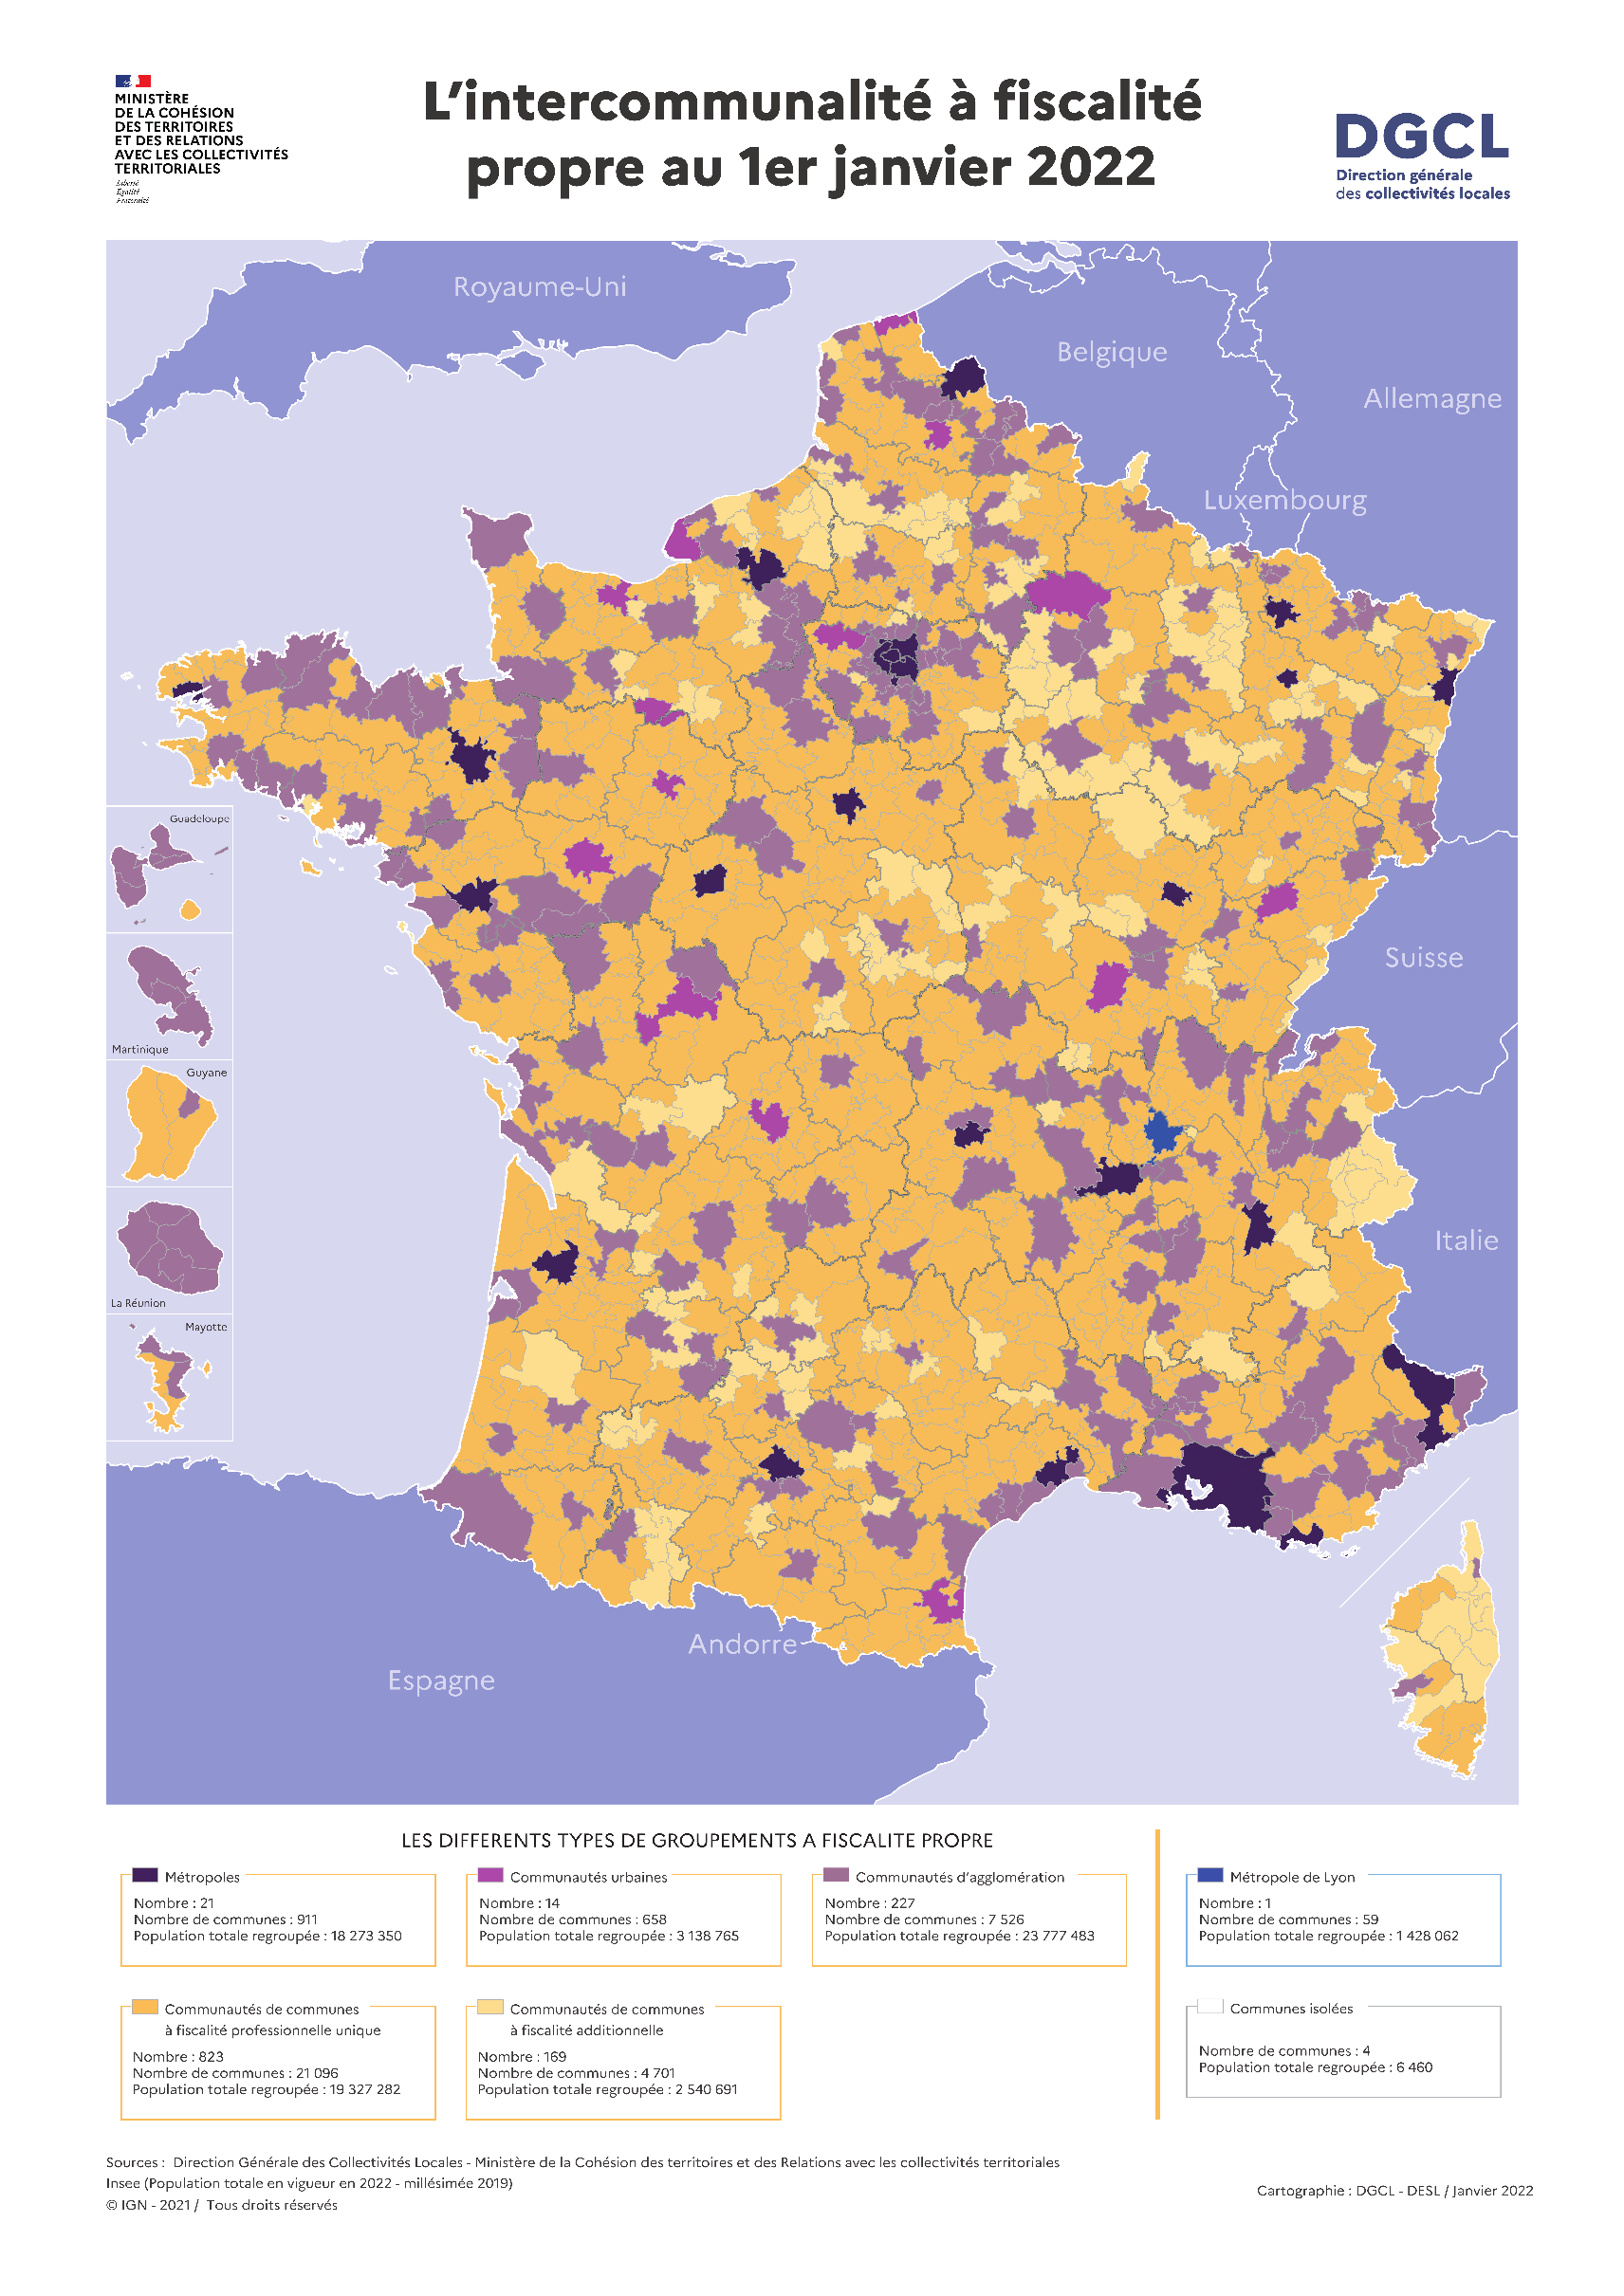 MINISTÈRE
DE LA COHÉSION
DES TERRITOIRES
ET DES RELATIONS
AVEC LES COLLECTIVITÉS
TERRITORIALES
Liberté
Égalité
Fraternité
L’intercommunalité à fiscalité
propre au 1er janvier 2022
DGCL
Direction générale
des collectivités locales
Royaume-Uni
Belgique
Allemagne
Luxembourg
Suisse
Italie
Andorre
Espagne
Guadeloupe
Martinique
Guyane
La Réunion
Mayotte
LES DIFFERENTS TYPES DE GROUPEMENTS A FISCALITE PROPRE
Métropoles
Nombre : 21
Nombre de communes : 911
Population totale regroupée : 18 273 350
Communautés urbaines
Nombre : 14
Nombre de communes : 658
Population totale regroupée : 3 138 765
Communautés d’agglomération
Nombre : 227
Nombre de communes : 7 526
Population totale regroupée : 23 777 483
Métropole de Lyon
Nombre : 1
Nombre de communes : 59
Population totale regroupée : 1 428 062
Communautés de communes
à fiscalité professionnelle unique
Nombre : 823
Nombre de communes : 21 096
Population totale regroupée : 19 327 282
Communautés de communes
à fiscalité additionnelle
Nombre : 169
Nombre de communes : 4 701
Population totale regroupée : 2 540 691
Communes isolées
Nombre de communes : 4
Population totale regroupée : 6 460
Sources : Direction Générale des Collectivités Locales - Ministère de la Cohésion des territoires et des Relations avec les collectivités territoriales
Insee (Population totale en vigueur en 2022 - millésimée 2019)
© IGN - 2021 / Tous droits réservés
Cartographie : DGCL - DESL / Janvier 2022